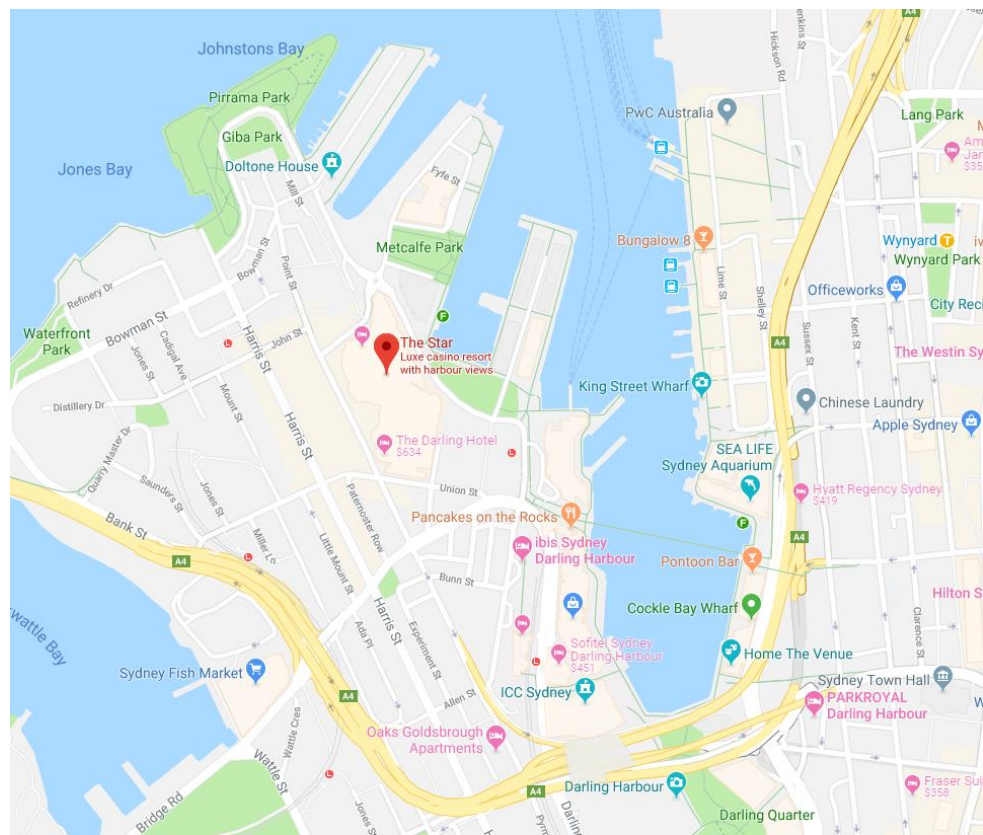 Johnstons Bay
Pirrama Park
Giba Park
Jones Bay
Doltone House
Mill St
Fyfe St
Hickson Rd
A4
PwC Australia
Lang Park
$35
Metcalfe Park
Bungalow 8
Wynyard
T
Wynyard Park
Officeworks
City Reci
Lime St
Shelley St
Sussex St
Kent St
A4
The Westin Sy
Bowman St
Point St
Refinery Dr
Bowman St
Waterfront
Park
Jones St
Cadigal Ave
Harris St
John St
F
The Star
Luxe casino resort
with harbour views
King Street Wharf
Chinese Laundry
Apple Sydney
Distillery Dr
Mount St
Harris St
The Darling Hotel
$634
SEA LIFE
Sydney Aquarium
Hyatt Regency Sydney
$419
Quarry Master Dr
Saunders St
Jones St
Miller Ln
Union St
Paternoster Row
Little Mount St
Pancakes on the Rocks
F
A4
Bank St
A4
ibis Sydney
Darling Harbour
Pontoon Bar
Bunn St
Cockle Bay Wharf
Hilton S
Clarence St
kwattle Bay
Ada Pl
Harris St
Experiment St
Sydney Fish Market
Sofitel Sydney
Darling Harbour
$451
Home The Venue
Sydney Town Hall
A4
Allen St
ICC Sydney
PARKROYAL
Darling Harbour
Wattle Cres
Wattle St
Oaks Goldsbrough
Apartments
Bridge Rd
A4
Darling Harbour
Fraser Sui
$358
Darling Quarter